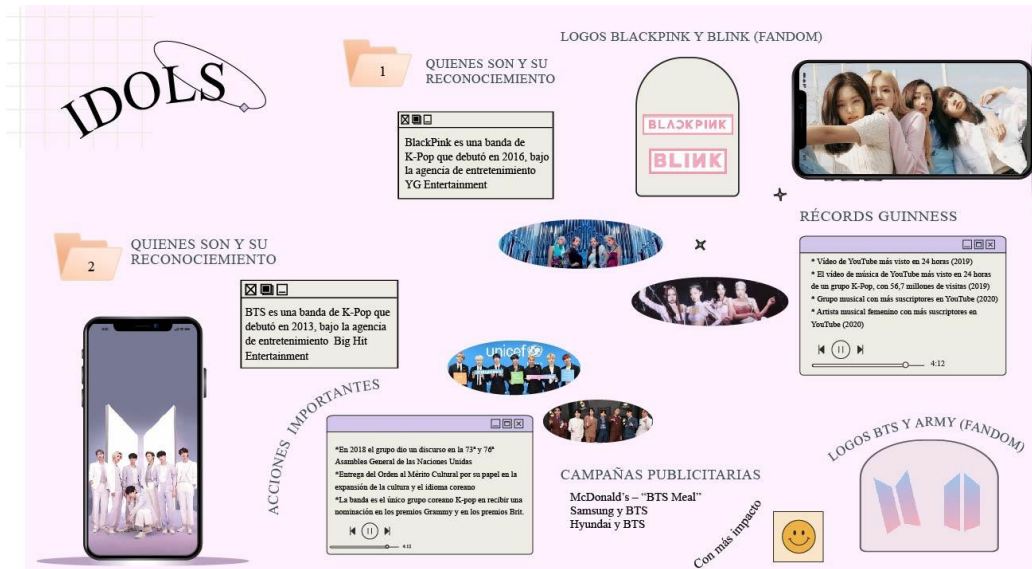 IDOLS
1
QUIENES SON Y SU
RECONOCIEMIENTO
BlackPink es una banda de
K-Pop que debutó en 2016, bajo
la agencia de entretenimiento
YG Entertainment
LOGOS BLACKPINK Y BLINK (FANDOM)
BLACKPINK
BLINK
RÉCORDS GUINNESS
* Vídeo de YouTube más visto en 24 horas (2019)
* El vídeo de música de YouTube más visto en 24 horas
de un grupo K-Pop, con 56,7 millones de visitas (2019)
* Grupo musical con más suscriptores en YouTube (2020)
* Artista musical femenino con más suscriptores en
YouTube (2020)
4:12
2
QUIENES SON Y SU
RECONOCIEMIENTO
BTS es una banda de K-Pop que
debutó en 2013, bajo la agencia
de entretenimiento Big Hit
Entertainment
unicef
ACCIONES IMPORTANTES
*En 2018 el grupo dio un discurso en la 73ª y 76ª
Asambles General de las Naciones Unidas
*Entrega del Orden al Mérito Cultural por su papel en la
expansión de la cultura y el idioma coreano
*La banda es el único grupo coreano K-pop en recibir una
nominación en los premios Grammy y en los premios Brit.
4:12
CAMPAÑAS PUBLICITARIAS
McDonald's – “BTS Meal”
Samsung y BTS
Hyundai y BTS
Con más impacto
LOGOS BTS Y ARMY (FANDOM)